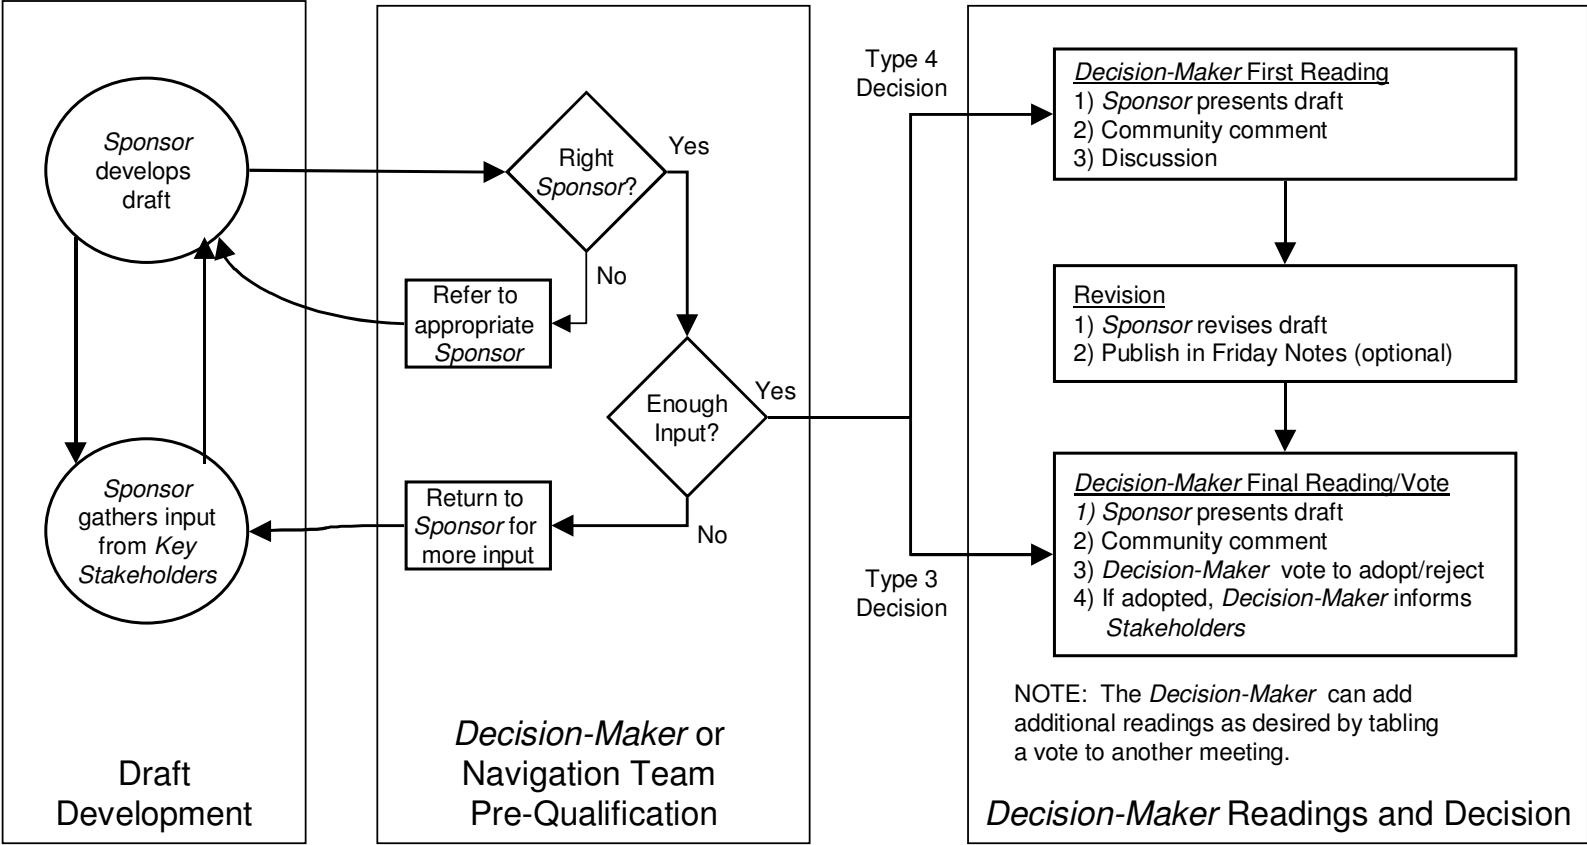 Sponsor
develops
draft
Sponsor
gathers input
from Key
Stakeholders
Draft
Development
Right
Sponsor?
Yes
No
Refer to
appropriate
Sponsor
Enough
Input?
Yes
No
Return to
Sponsor for
more input
Decision-Maker or
Navigation Team
Pre-Qualification
Type 4
Decision
Type 3
Decision
Decision-Maker First Reading
1) Sponsor presents draft
2) Community comment
3) Discussion
Revision
1) Sponsor revises draft
2) Publish in Friday Notes (optional)
Decision-Maker Final Reading/Vote
1) Sponsor presents draft
2) Community comment
3) Decision-Maker vote to adopt/reject
4) If adopted, Decision-Maker informs
Stakeholders
NOTE: The Decision-Maker can add
additional readings as desired by tabling
a vote to another meeting.
Decision-Maker Readings and Decision